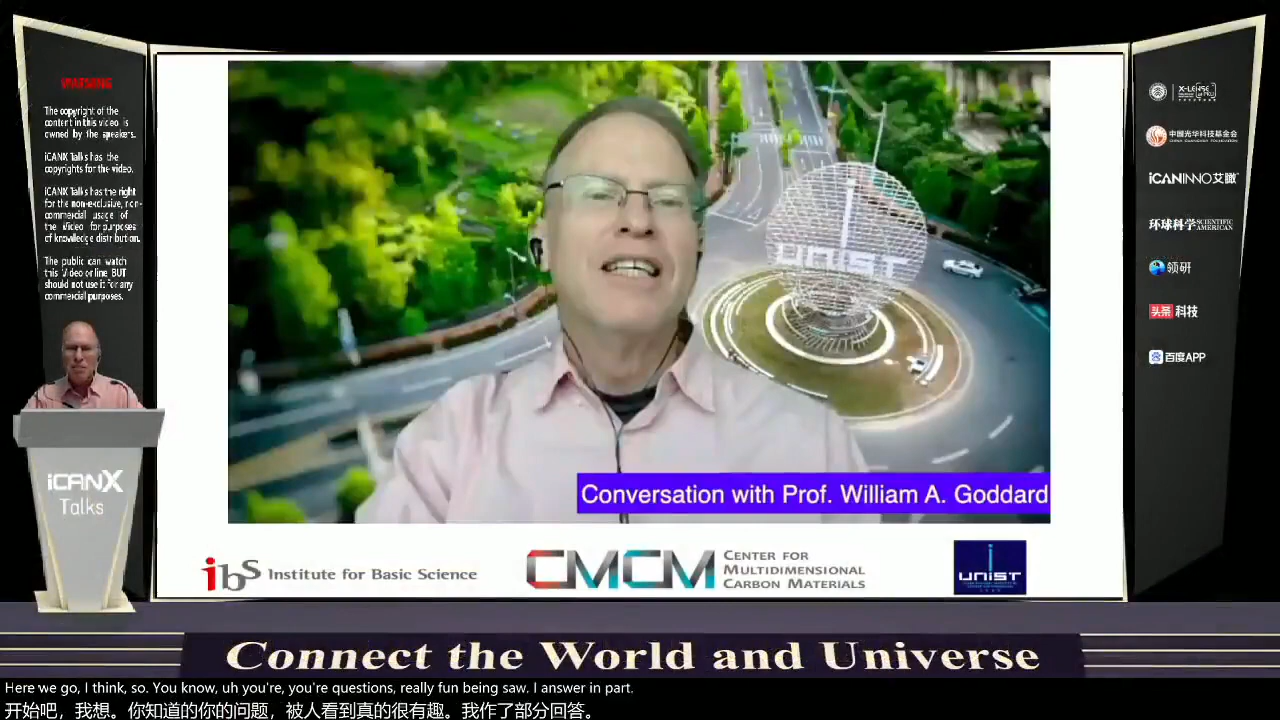 WARNING
The copyright of the
content in this video is
owned by the speakers.
iCANX Talks has the
copyrights for the video.
iCANX Talks has the right
for the non-exclusive, non-
commercial usage of
the Video for purposes
of knowledge distribution.
The public can watch
this Video online, BUT
should not use it for any
commercial purposes.
iCANX
Talks
UNIST
Conversation with Prof. William A. Goddard
ibs Institute for Basic Science
CMCM
CENTER FOR
MULTIDIMENSIONAL
CARBON MATERIALS
UNIST
中国光华科技基金会
CHINA GUANGHUA FOUNDATION
iCANINNO艾瞰
环球科学 SCIENTIFIC
AMERICAN
领研
头条 科技
百度APP
Connect the World and Universe
Here we go, I think, so. You know, uh you're, you're questions, really fun being saw. I answer in part.
开始吧，我想。你知道的你的问题，被人看到真的很有趣。我作了部分回答。